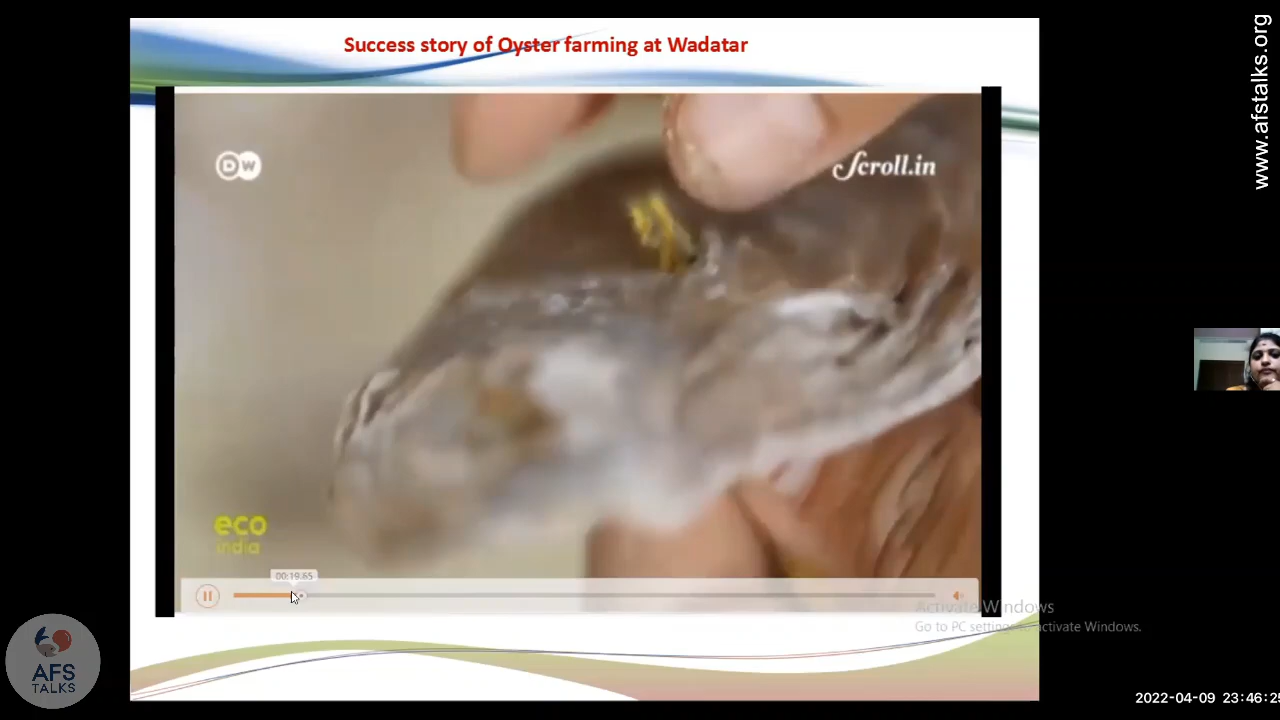 Success story of Oyster farming at Wadatar
www.afstalks.org
DW
Scroll.in
eco
india
00:19.65
Activate Windows
Go to PC settings to activate Windows.
AFS
TALKS
2022-04-09 23:46:25